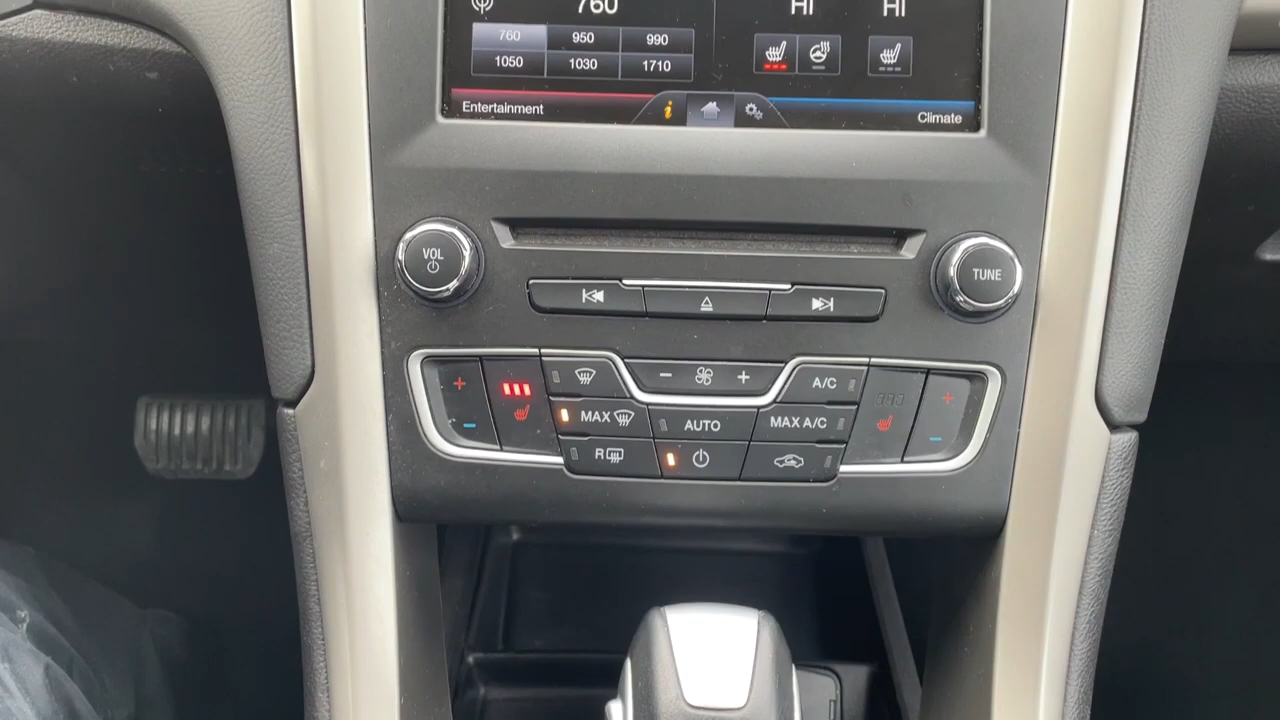 760 HI HI
760 950 990
1050 1030 1710
Entertainment i Climate
VOL
TUNE
A/C
MAX
AUTO
MAX A/C
R